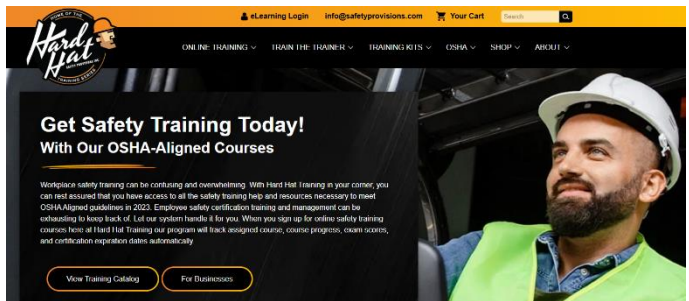 HOME OF THE
Hard
Hat
TRAINING SERIES
eLearning Login info@safetyprovisions.com Your Cart Search
ONLINE TRAINING TRAIN THE TRAINER TRAINING KITS OSHA SHOP ABOUT
Get Safety Training Today!
With Our OSHA-Aligned Courses
Workplace safety training can be confusing and overwhelming. With Hard Hat Training in your corner, you
can rest assured that you have access to all the safety training help and resources necessary to meet
OSHA Aligned guidelines in 2023. Employee safety certification training and management can be
exhausting to keep track of. Let our system handle it for you. When you sign up for online safety training
courses here at Hard Hat Training our program will track assigned course, course progress, exam scores,
and certification expiration dates automatically.
View Training Catalog For Businesses